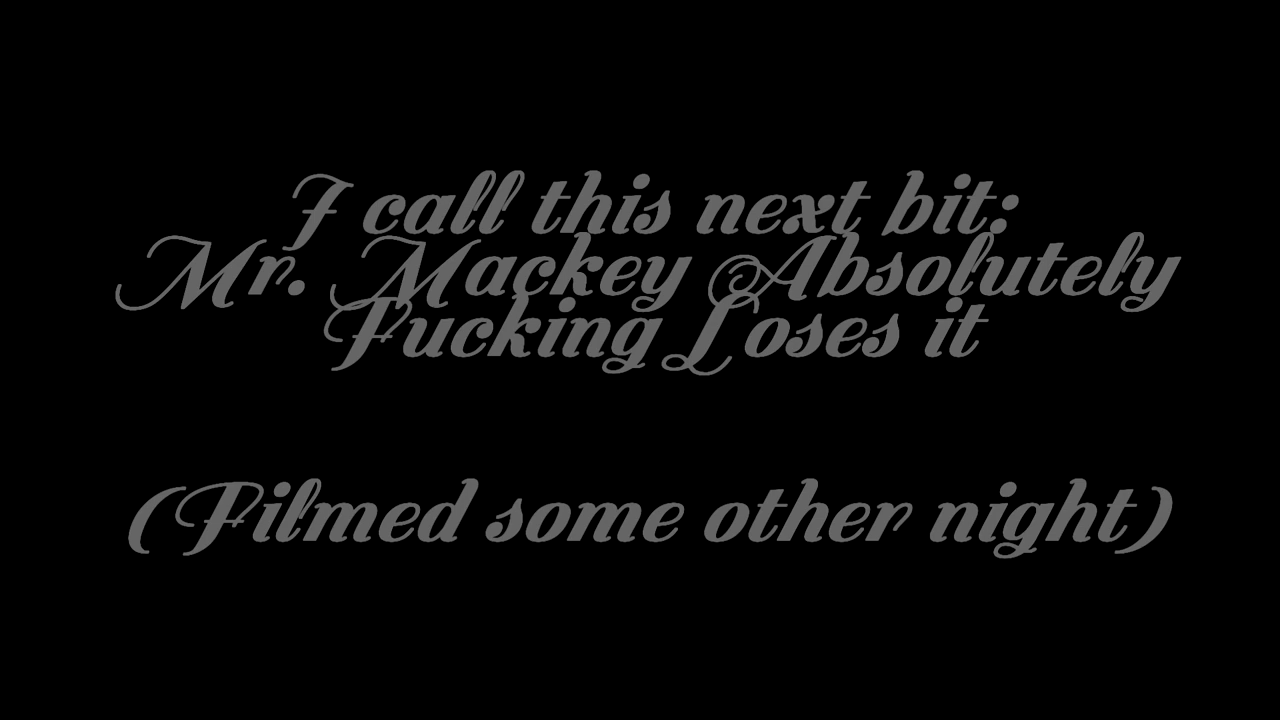 I call this next bit:
Mr. Mackey Absolutely
Fucking Loses it
(Filmed some other night)